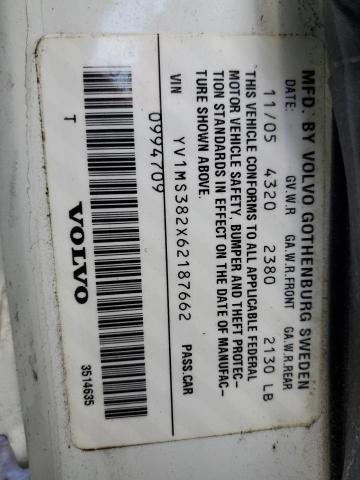 MFD. BY VOLVO GOTHENBURG SWEDEN
DATE: GV.W.R GA.W.R.FRONT GA.W.R.REAR
11/05 4320 2380 2130 LB
THIS VEHICLE CONFORMS TO ALL APPLICABLE FEDERAL
MOTOR VEHICLE SAFETY, BUMPER AND THEFT PROTEC-
TION STANDARDS IN EFFECT ON THE DATE OF MANUFAC-
TURE SHOWN ABOVE.
VIN YV1MS382X62187662 PASS.CAR
0994709
T VOLVO 3514635